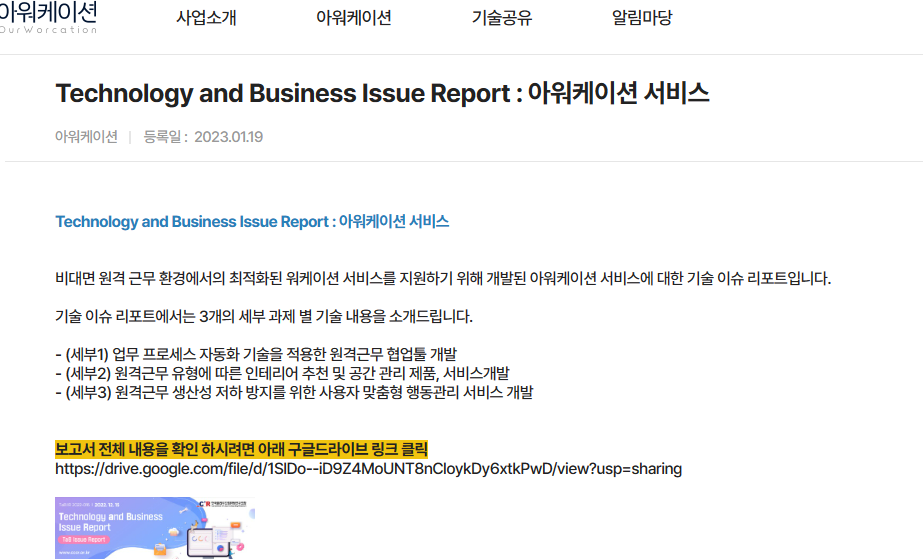 아워케이션
OurWorcation
사업소개
아워케이션
기술공유
알림마당
Technology and Business Issue Report : 아워케이션 서비스
아워케이션 | 등록일 : 2023.01.19
Technology and Business Issue Report : 아워케이션 서비스
비대면 원격 근무 환경에서의 최적화된 워케이션 서비스를 지원하기 위해 개발된 아워케이션 서비스에 대한 기술 이슈 리포트입니다.
기술 이슈 리포트에서는 3개의 세부 과제 별 기술 내용을 소개드립니다.
- (세부1) 업무 프로세스 자동화 기술을 적용한 원격근무 협업툴 개발
- (세부2) 원격근무 유형에 따른 인테리어 추천 및 공간 관리 제품, 서비스개발
- (세부3) 원격근무 생산성 저하 방지를 위한 사용자 맞춤형 행동관리 서비스 개발
보고서 전체 내용을 확인 하시려면 아래 구글드라이브 링크 클릭
https://drive.google.com/file/d/1SlDo--iD9Z4MoUNT8nCloykDy6xtkPwD/view?usp=sharing
Technology and Business
Issue Report